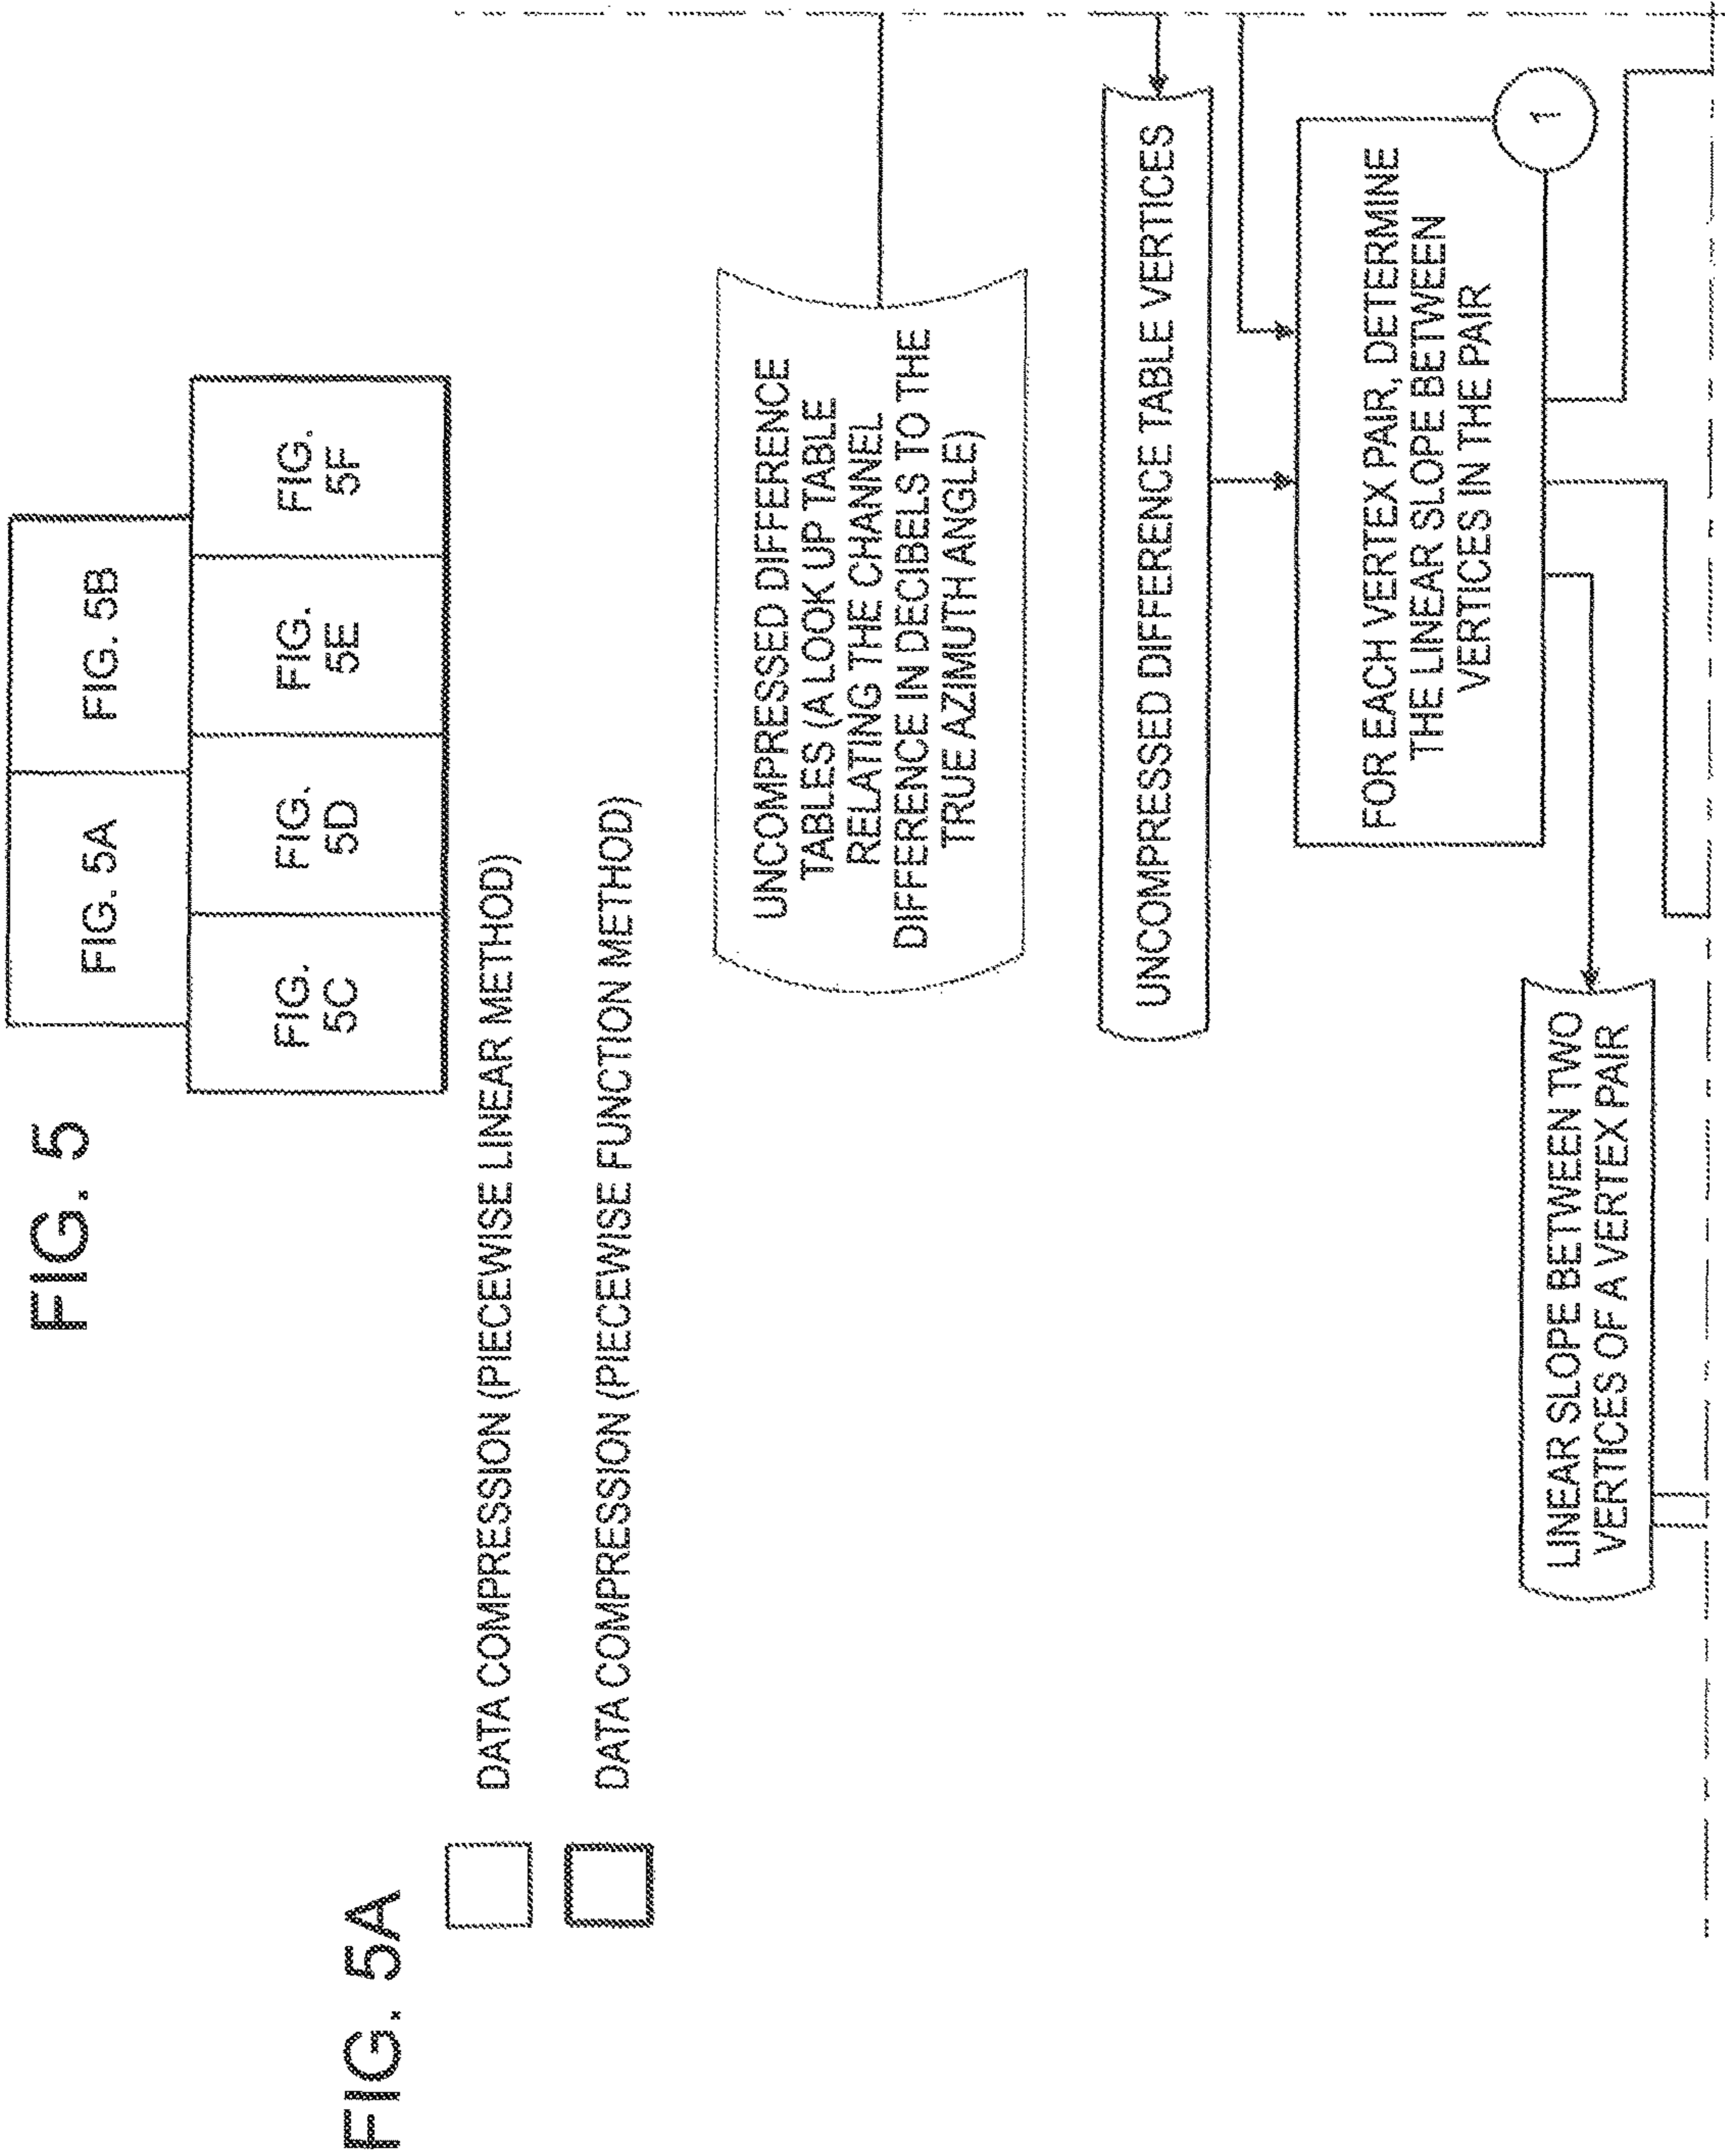 FIG. 5
FIG. 5A
FIG. 5B
FIG.
5C
FIG.
5D
FIG.
5E
FIG.
5F
FIG. 5A
DATA COMPRESSION (PIECEWISE LINEAR METHOD)
DATA COMPRESSION (PIECEWISE FUNCTION METHOD)
UNCOMPRESSED DIFFERENCE
TABLES (A LOOK UP TABLE
RELATING THE CHANNEL
DIFFERENCE IN DECIBELS TO THE
TRUE AZIMUTH ANGLE)
UNCOMPRESSED DIFFERENCE TABLE VERTICES
FOR EACH VERTEX PAIR, DETERMINE
THE LINEAR SLOPE BETWEEN
VERTICES IN THE PAIR
1
LINEAR SLOPE BETWEEN TWO
VERTICES OF A VERTEX PAIR